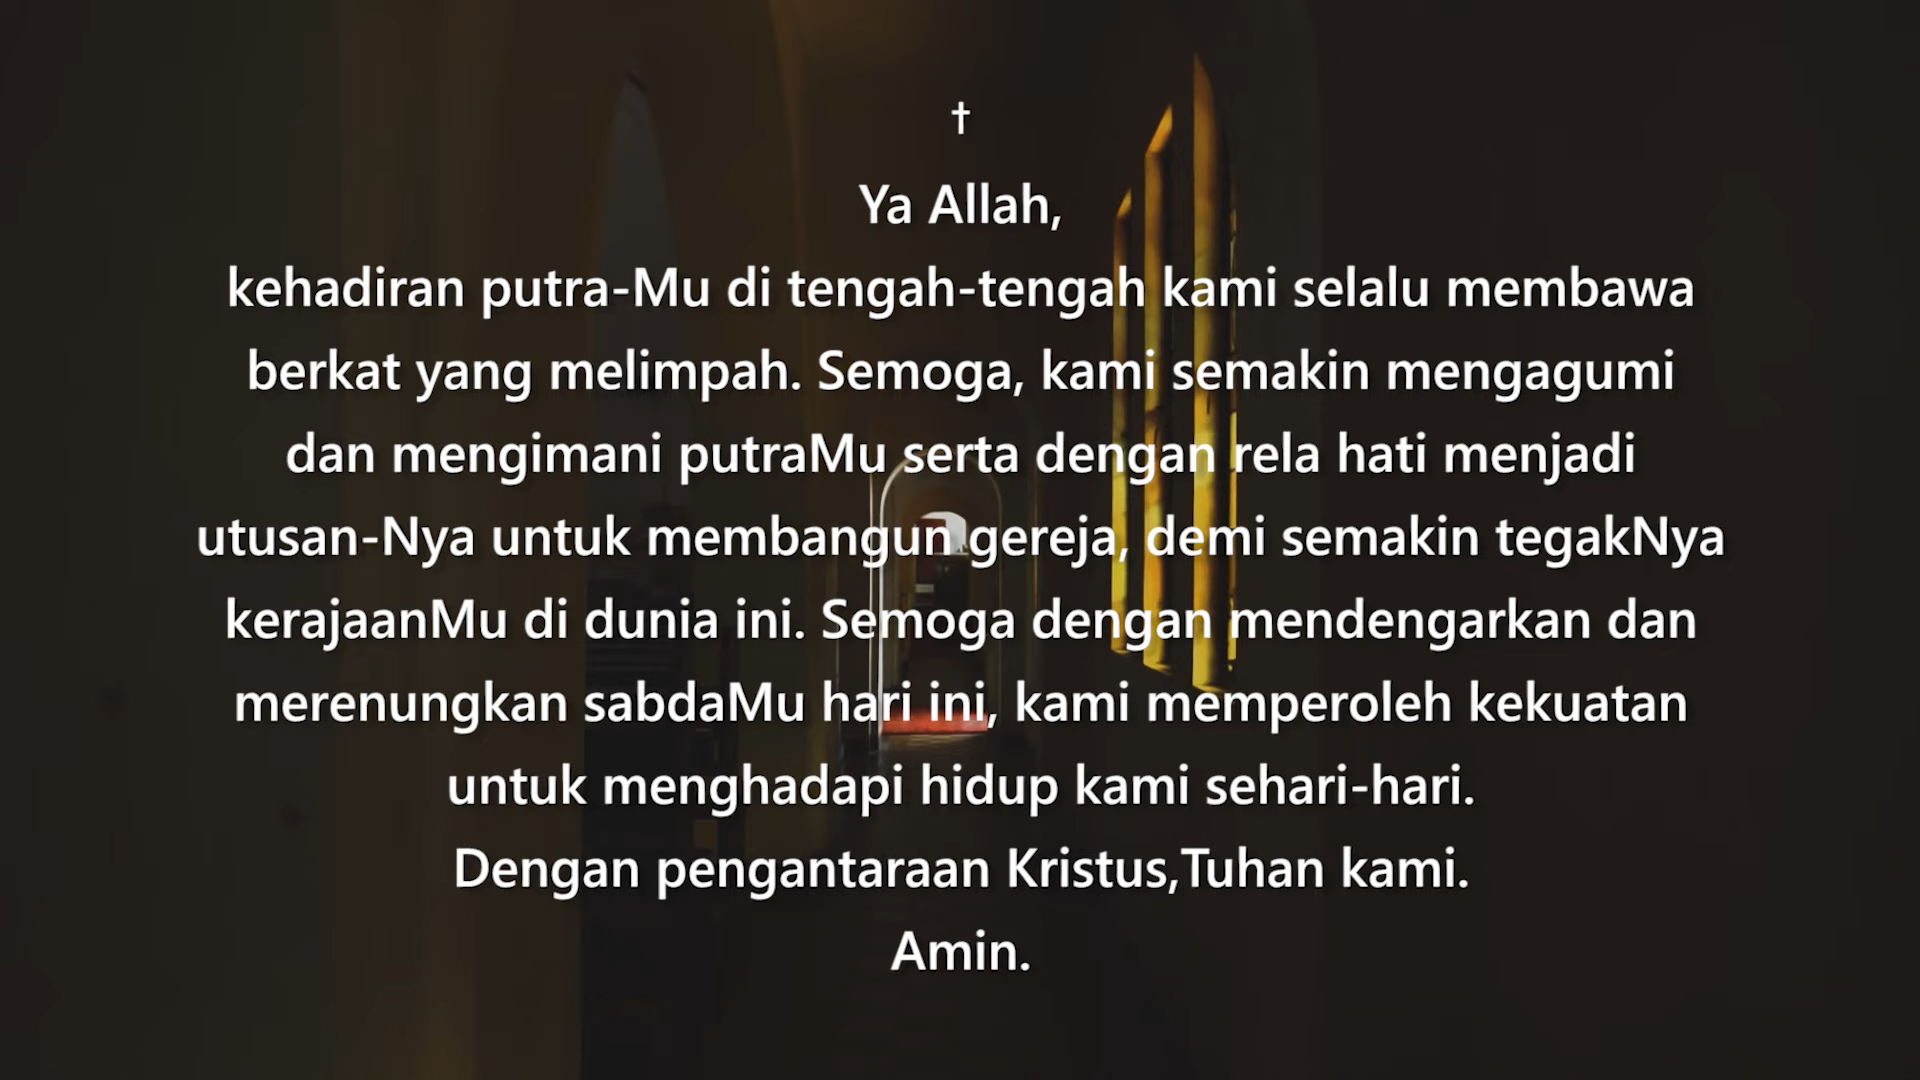 †
Ya Allah,
kehadiran putra-Mu di tengah-tengah kami selalu membawa
berkat yang melimpah. Semoga, kami semakin mengagumi
dan mengimani putraMu serta dengan rela hati menjadi
utusan-Nya untuk membangun gereja, demi semakin tegakNya
kerajaanMu di dunia ini. Semoga dengan mendengarkan dan
merenungkan sabdaMu hari ini, kami memperoleh kekuatan
untuk menghadapi hidup kami sehari-hari.
Dengan pengantaraan Kristus,Tuhan kami.
Amin.